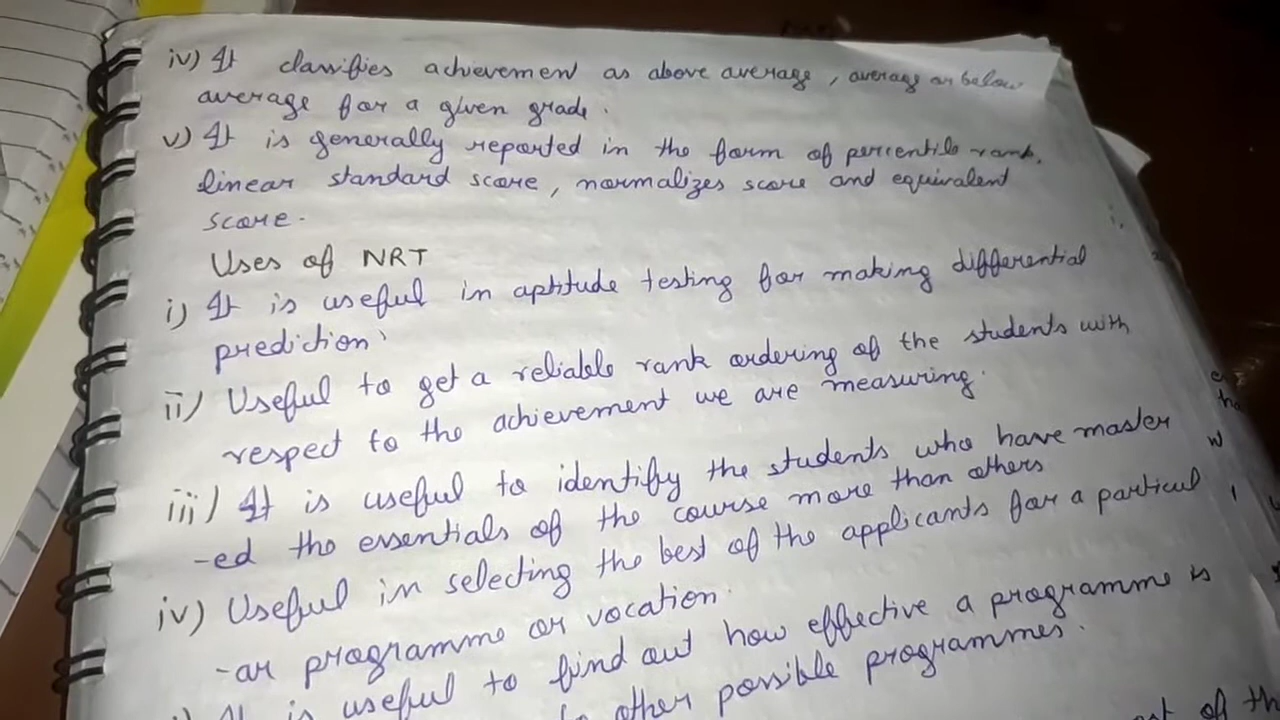 iv) It classifies achievement as above average, average or below
average for a given grade.
v) It is generally reported in the form of percentile rank,
linear standard score, normalizes score and equivalent
score.
Uses of NRT
i) It is useful in aptitude testing for making differential
prediction.
ii) Useful to get a reliable rank ordering of the students with
respect to the achievement we are measuring.
iii) It is useful to identify the students who have master
-ed the essentials of the course more than others
iv) Useful in selecting the best of the applicants for a particul
-ar programme or vocation.
It is useful to find out how effective a programme is
other possible programmes.
of th